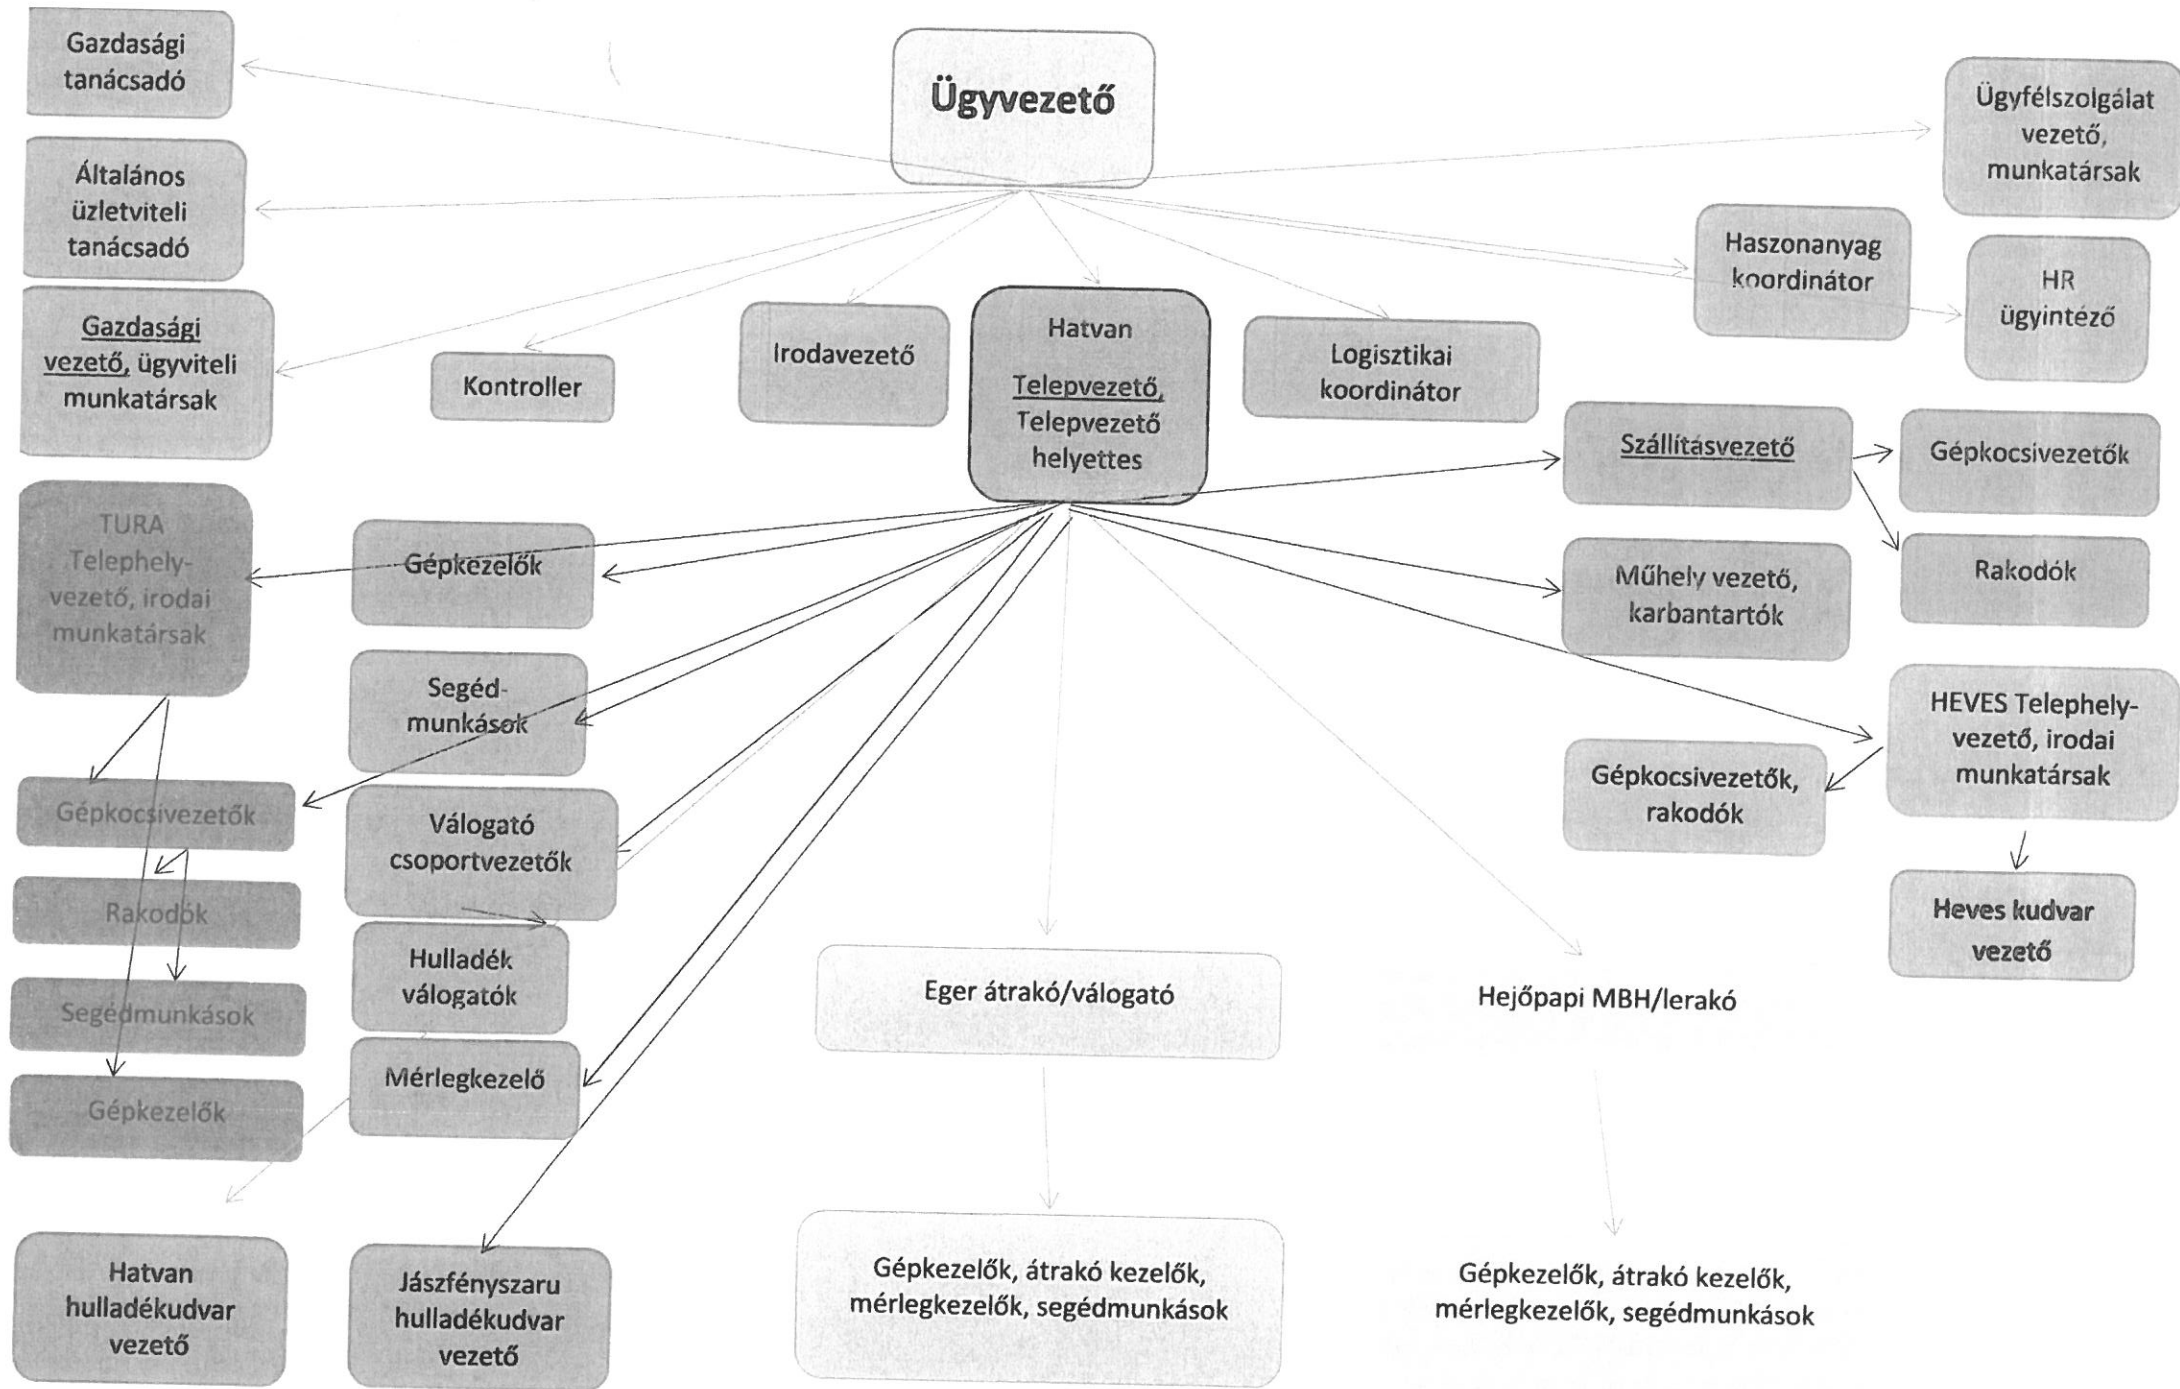 Gazdasági
tanácsadó
Ügyvezető
Ügyfélszolgálat
vezető,
munkatársak
Általános
üzletviteli
tanácsadó
Haszonanyag
koordinátor
HR
ügyintéző
Gazdasági
vezető, ügyviteli
munkatársak
Kontroller
Irodavezető
Hatvan
Telepvezető,
Telepvezető
helyettes
Logisztikai
koordinátor
Szállításvezető
Gépkocsivezetők
Rakodók
TURA
Telephely-
vezető, irodai
munkatársak
Gépkezelők
Műhely vezető,
karbantartók
Segéd-
munkások
HEVES Telephely-
vezető, irodai
munkatársak
Gépkocsivezetők,
rakodók
Gépkocsivezetők
Válogató
csoportvezetők
Rakodók
Heves kudvar
vezető
Hulladék
válogatók
Eger átrakó/válogató
Hejőpapi MBH/lerakó
Segédmunkások
Mérlegkezelő
Gépkezelők
Hatvan
hulladékudvar
vezető
Jászfényszaru
hulladékudvar
vezető
Gépkezelők, átrakó kezelők,
mérlegkezelők, segédmunkások
Gépkezelők, átrakó kezelők,
mérlegkezelők, segédmunkások